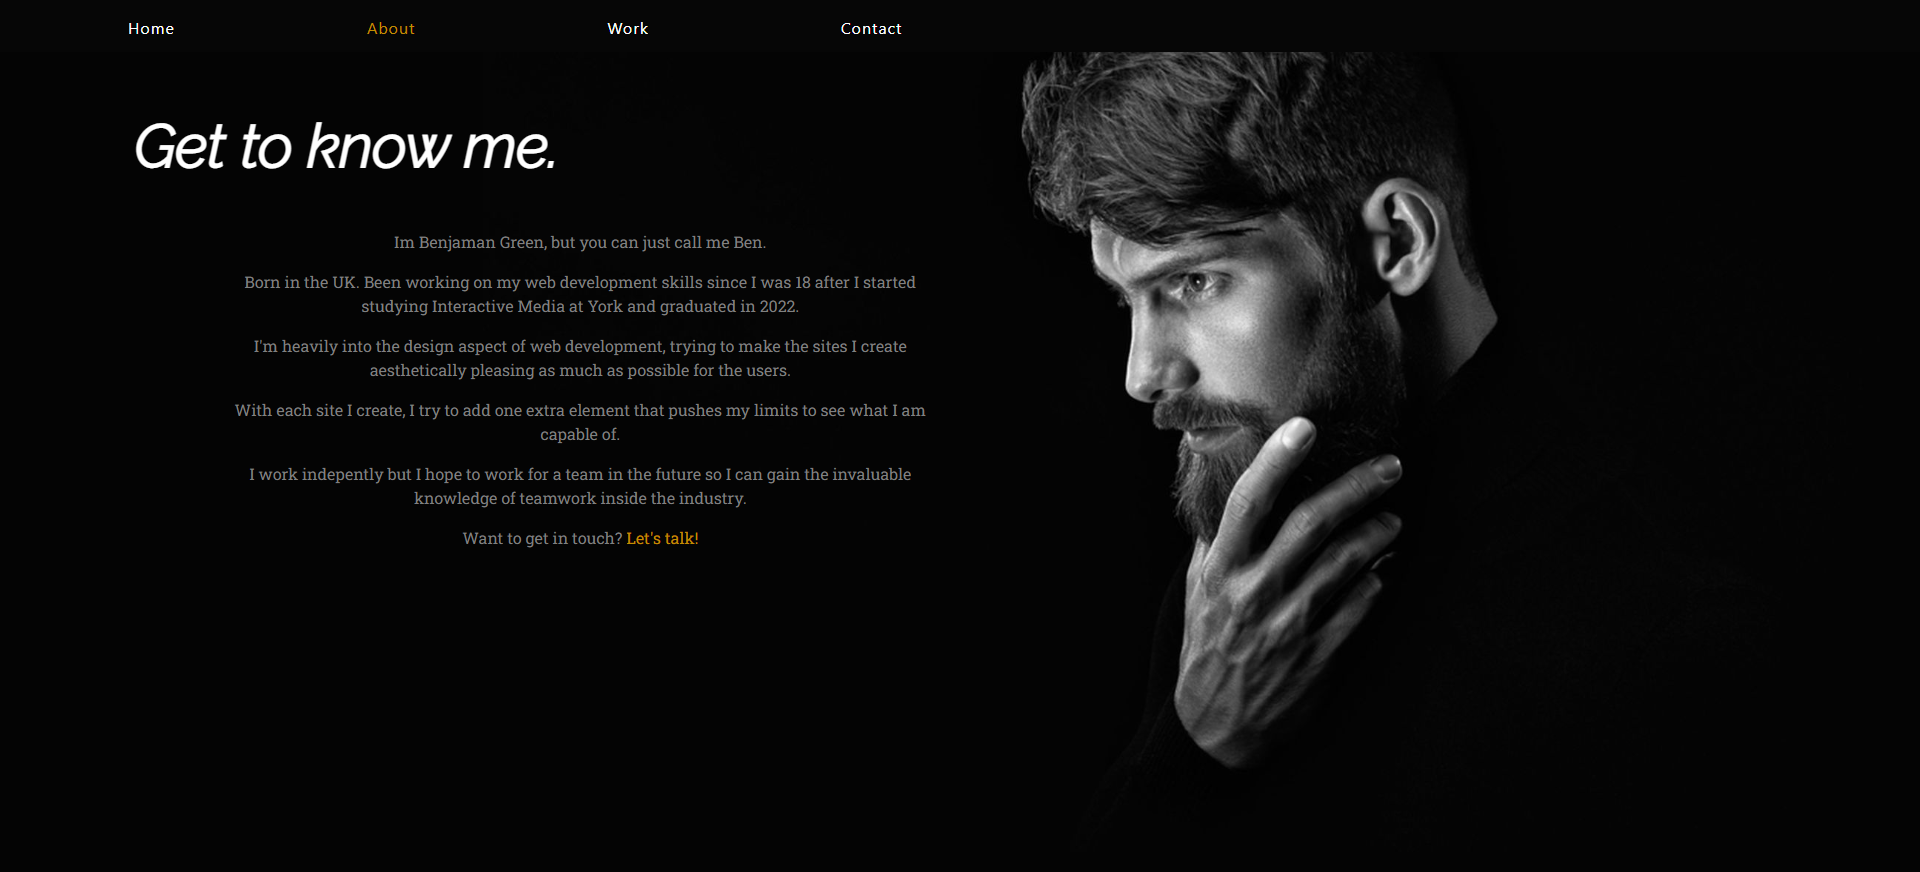 Home About Work Contact
Get to know me.
Im Benjaman Green, but you can just call me Ben.
Born in the UK. Been working on my web development skills since I was 18 after I started
studying Interactive Media at York and graduated in 2022.
I'm heavily into the design aspect of web development, trying to make the sites I create
aesthetically pleasing as much as possible for the users.
With each site I create, I try to add one extra element that pushes my limits to see what I am
capable of.
I work indepently but I hope to work for a team in the future so I can gain the invaluable
knowledge of teamwork inside the industry.
Want to get in touch? Let's talk!